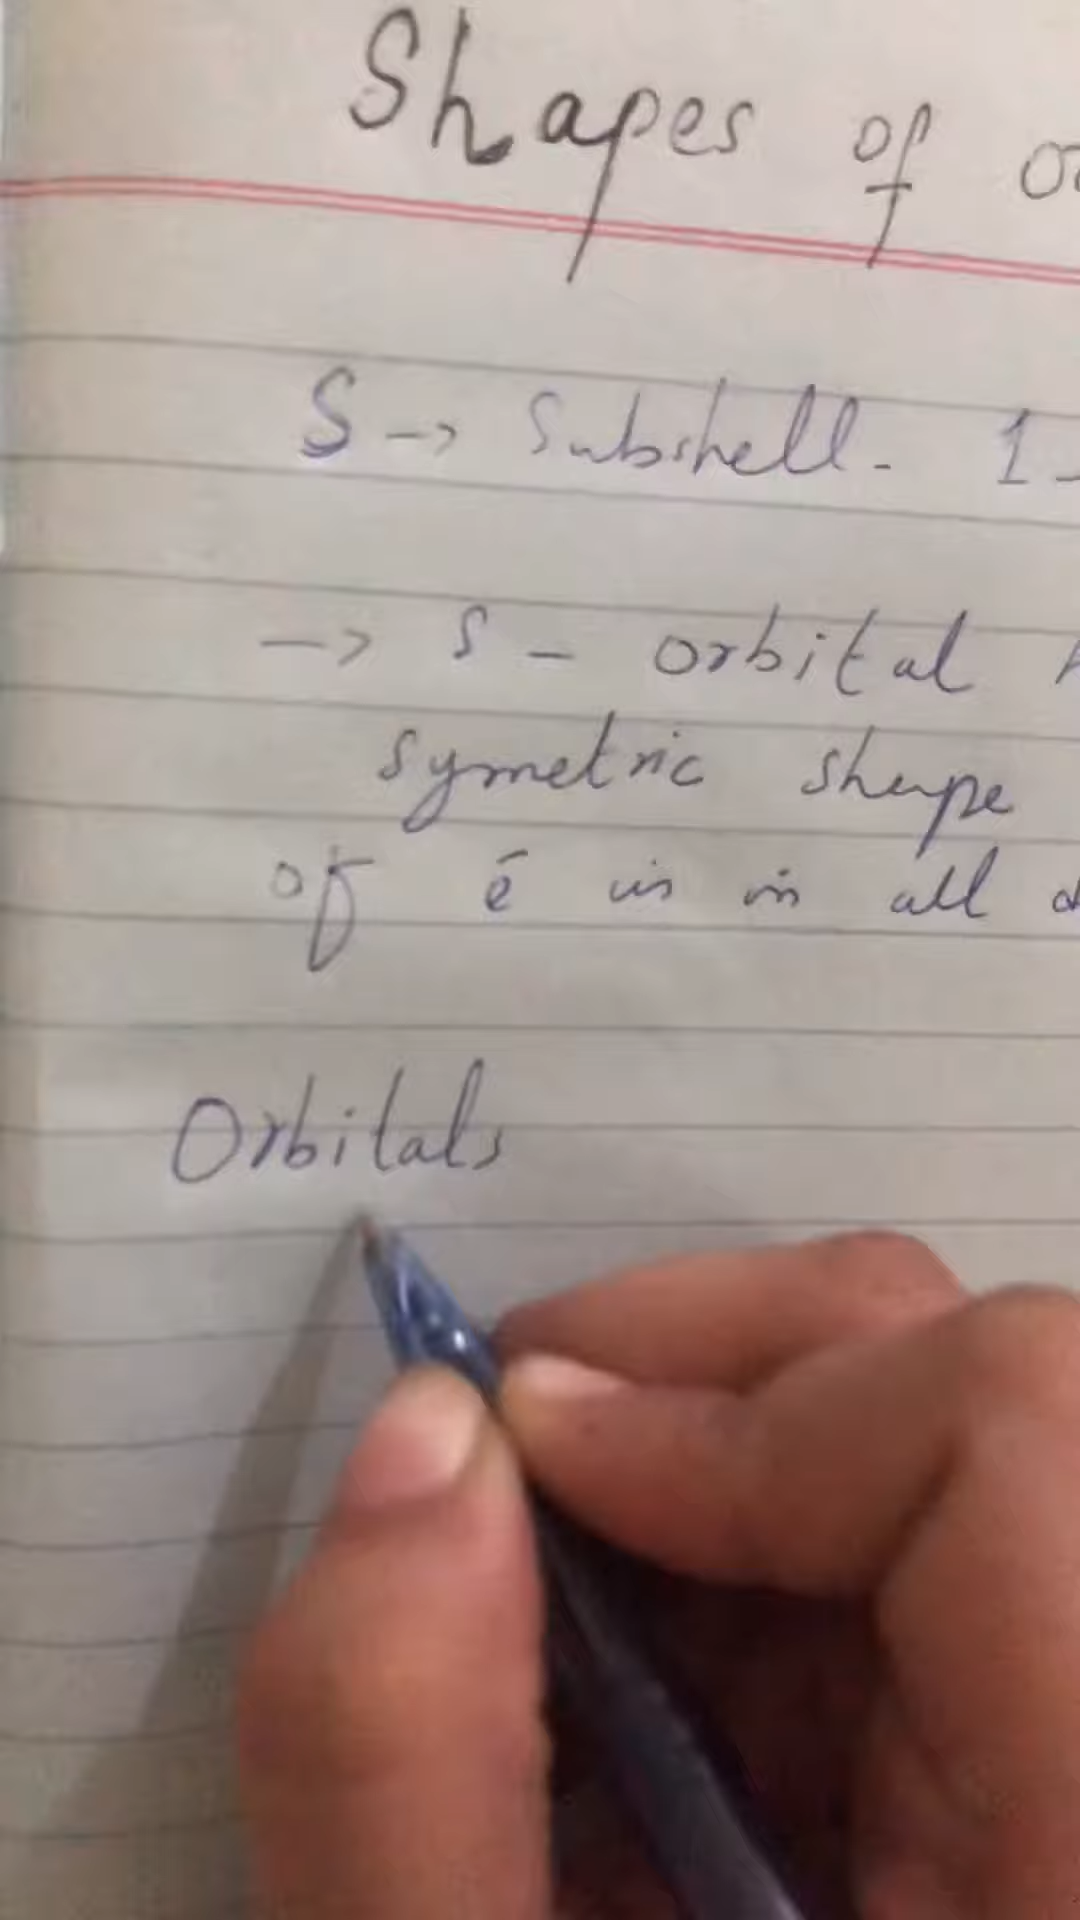 Shapes of
S -> Subshell. 1
-> S - orbital
Symetric shape
of ē is in all
Orbitals